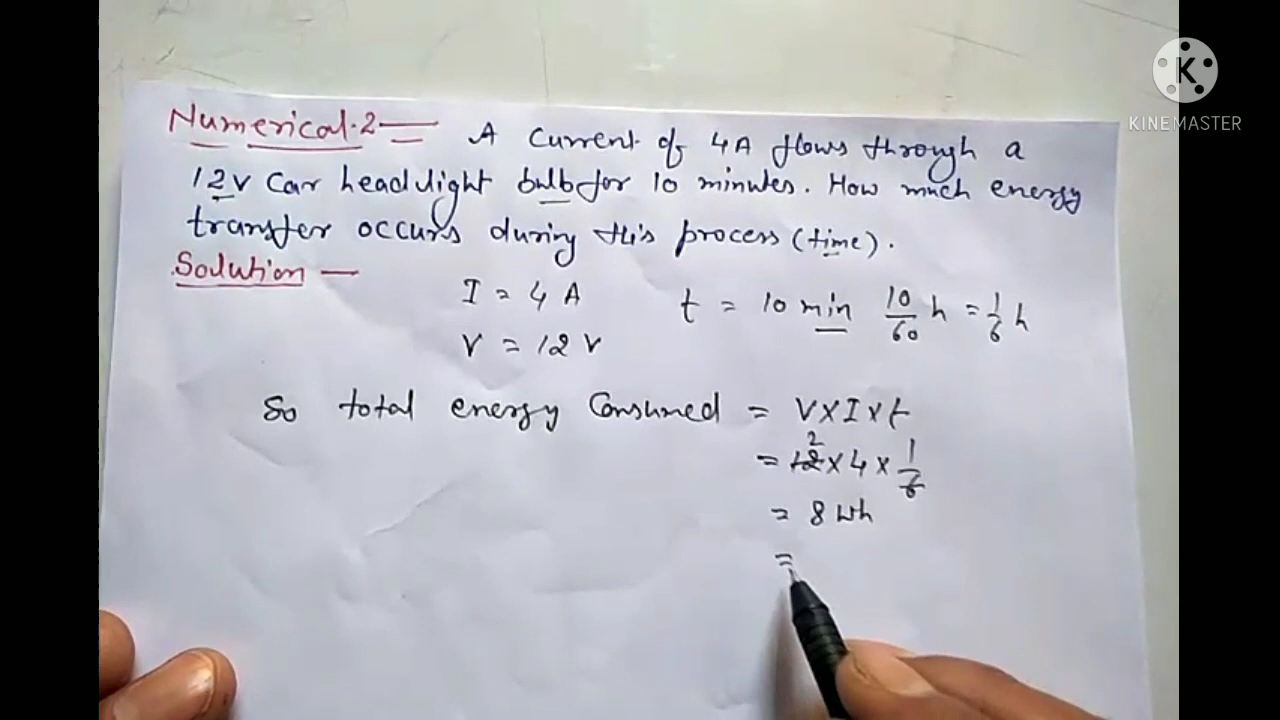 K
KINEMASTER
Numerical.2 — A Current of 4A flows through a
12V Car headlight bulb for 10 minutes. How much energy
transfer occurs during this process (time).
Solution —
I = 4 A t = 10 min 10/60 h = 1/6 h
V = 12 V
So total energy Consumed = V×I×t
2
= 12 × 4 × 1/6
= 8 Wh
=